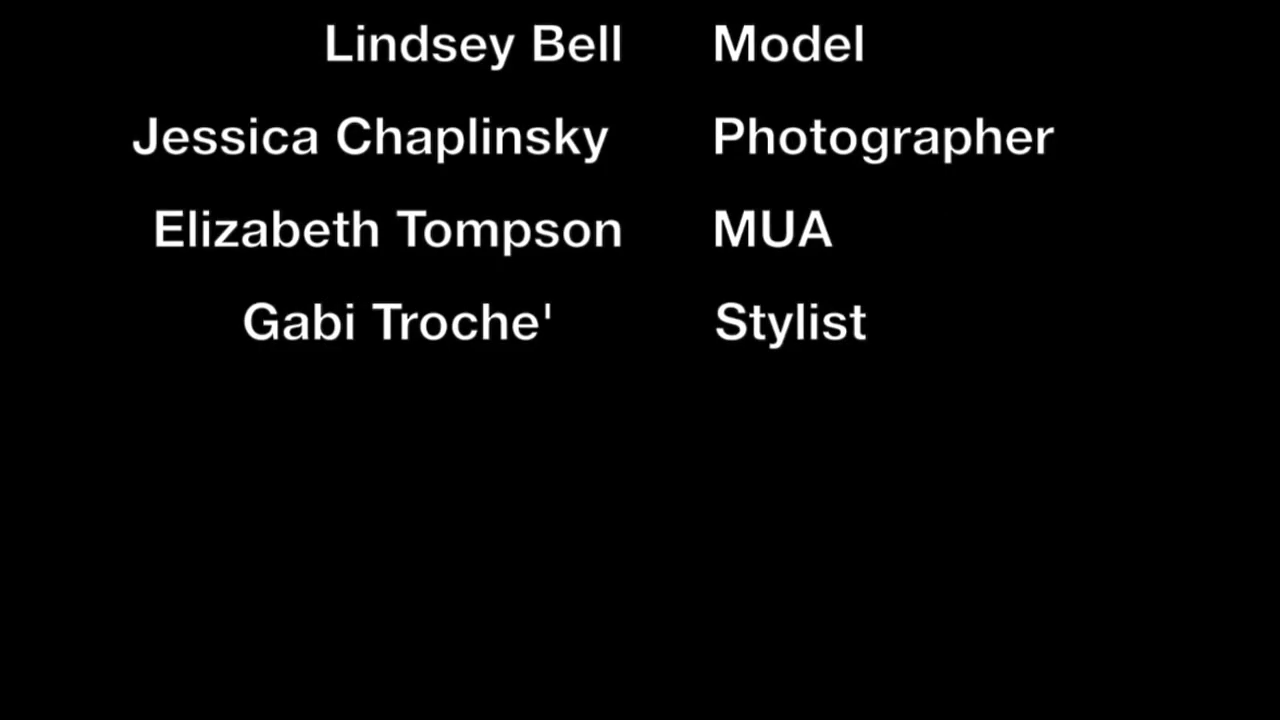 Lindsey Bell Model
Jessica Chaplinsky Photographer
Elizabeth Tompson MUA
Gabi Troche' Stylist